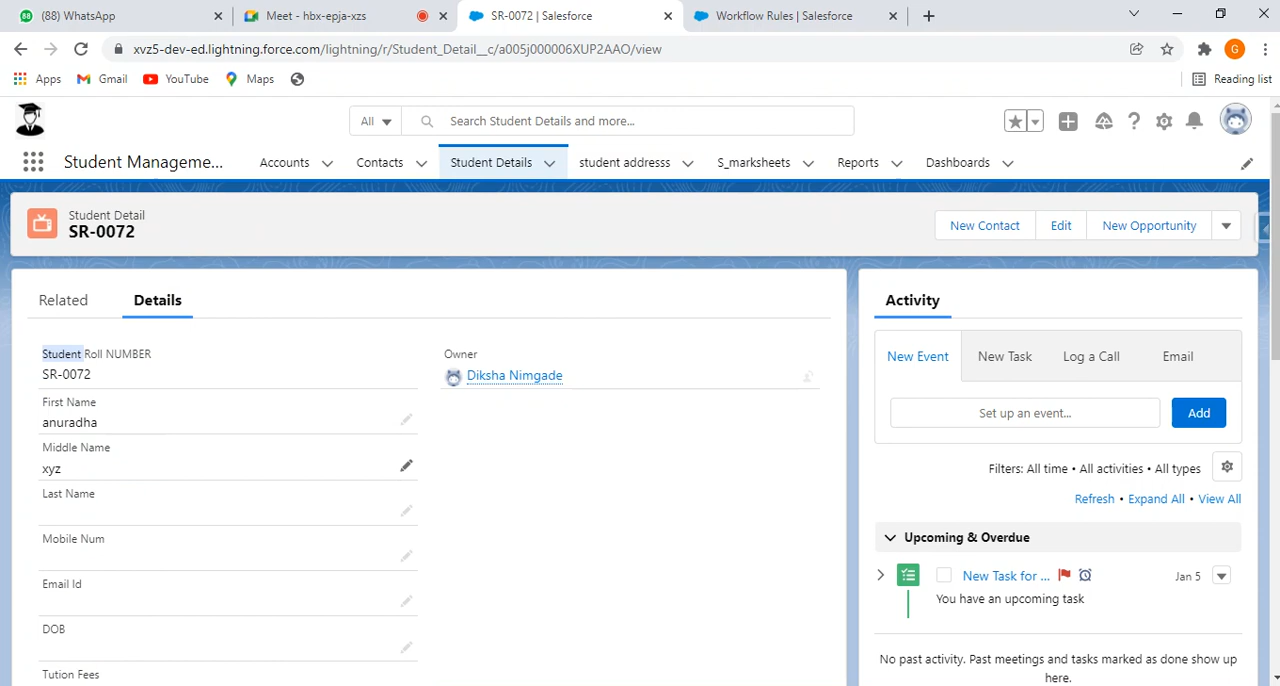 (88) WhatsApp
Meet - hbx-epja-xzs
SR-0072 | Salesforce
Workflow Rules | Salesforce
xvz5-dev-ed.lightning.force.com/lightning/r/Student_Detail__c/a005j000006XUP2AAO/view
G
Apps
Gmail
YouTube
Maps
Reading list
All
Search Student Details and more...
Student Manageme...
Accounts
Contacts
Student Details
student addresss
S_marksheets
Reports
Dashboards
Student Detail
SR-0072
New Contact
Edit
New Opportunity
Related
Details
Student Roll NUMBER
SR-0072
First Name
anuradha
Middle Name
xyz
Last Name
Mobile Num
Email Id
DOB
Tution Fees
Owner
Diksha Nimgade
Activity
New Event
New Task
Log a Call
Email
Set up an event...
Add
Filters: All time • All activities • All types
Refresh • Expand All • View All
Upcoming & Overdue
New Task for ...
Jan 5
You have an upcoming task
No past activity. Past meetings and tasks marked as done show up
here.